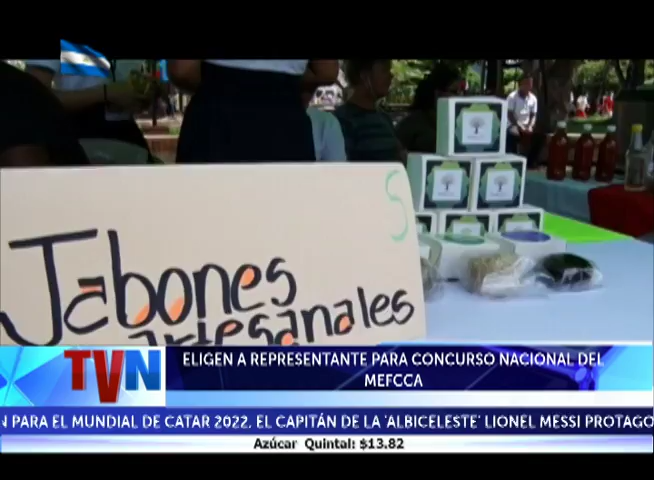 S
Jabones
artesanales
TVN
ELIGEN A REPRESENTANTE PARA CONCURSO NACIONAL DEL
MEFCCA
N PARA EL MUNDIAL DE CATAR 2022. EL CAPITÁN DE LA 'ALBICELESTE' LIONEL MESSI PROTAGO
Azúcar Quintal: $13.82